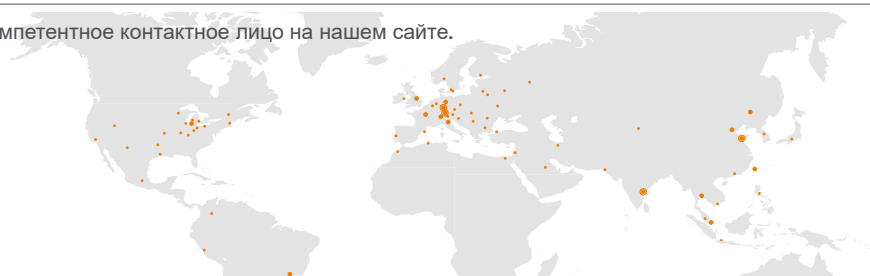 мпетентное контактное лицо на нашем сайте.